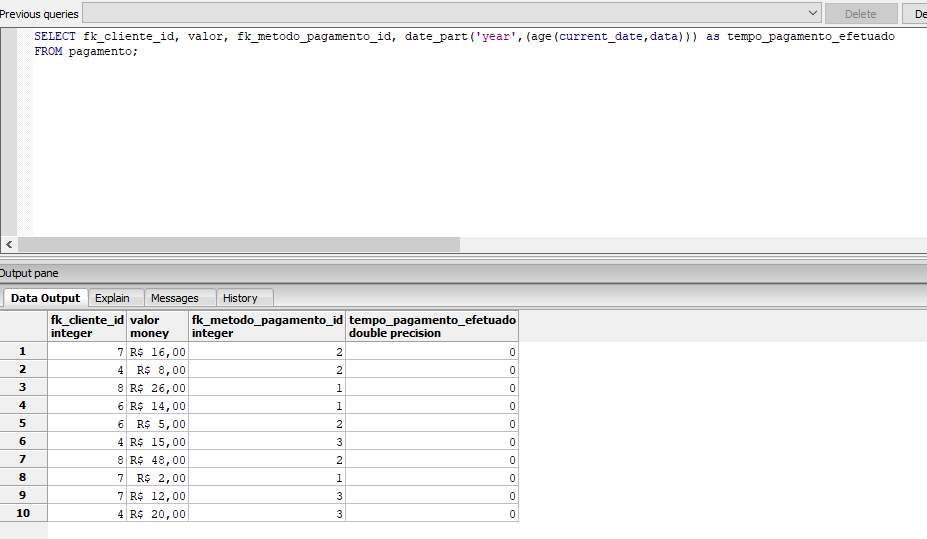 Previous queries Delete De
SELECT fk_cliente_id, valor, fk_metodo_pagamento_id, date_part('year',(age(current_date,data))) as tempo_pagamento_efetuado
FROM pagamento;
Output pane
Data Output Explain Messages History
fk_cliente_id valor fk_metodo_pagamento_id tempo_pagamento_efetuado
integer money integer double precision
1 7 R$ 16,00 2 0
2 4 R$ 8,00 2 0
3 8 R$ 26,00 1 0
4 6 R$ 14,00 1 0
5 6 R$ 5,00 2 0
6 4 R$ 15,00 3 0
7 8 R$ 48,00 2 0
8 7 R$ 2,00 1 0
9 7 R$ 12,00 3 0
10 4 R$ 20,00 3 0